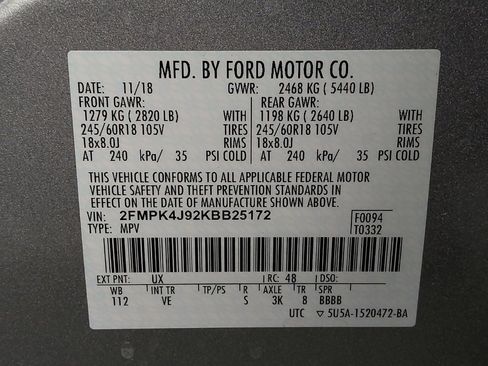 MFD. BY FORD MOTOR CO.
DATE: 11/18 GVWR: 2468 KG (5440 LB)
FRONT GAWR: REAR GAWR:
1279 KG (2820 LB) WITH 1198 KG (2640 LB) WITH
245/60R18 105V TIRES 245/60R18 105V TIRES
18x8.0J RIMS 18x8.0J RIMS
AT 240 kPa/ 35 PSI COLD AT 240 kPa/ 35 PSI COLD
THIS VEHICLE CONFORMS TO ALL APPLICABLE FEDERAL MOTOR
VEHICLE SAFETY AND THEFT PREVENTION STANDARDS IN
EFFECT ON THE DATE OF MANUFACTURE SHOWN ABOVE.
VIN: 2FMPK4J92KBB25172 F0094
TYPE: MPV T0332
EXT PNT: UX RC: 48 DSO:
WB INT TR TP/PS R AXLE TR SPR
112 VE S 3K 8 BBBB
UTC ▽ 5U5A-1520472-BA